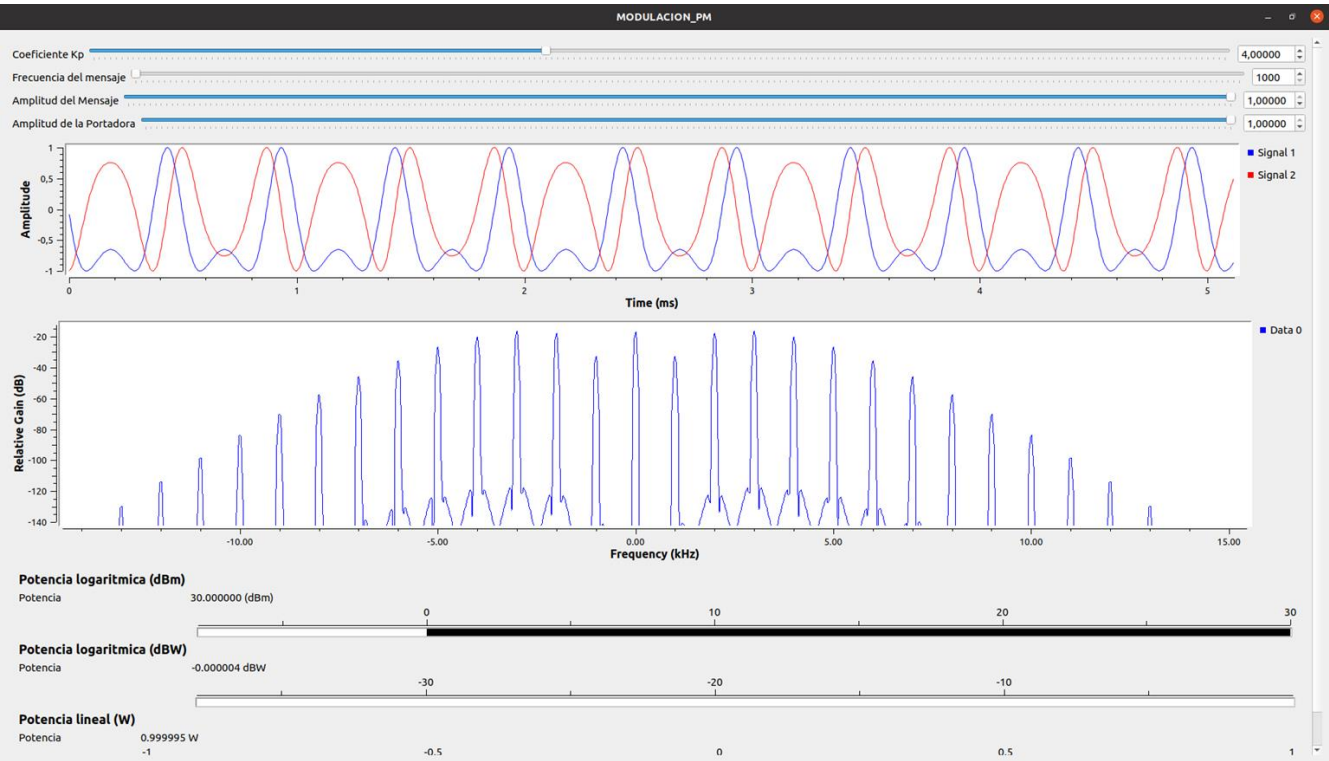 MODULACION_PM
Coeficiente Kp 4,00000
Frecuencia del mensaje 1000
Amplitud del Mensaje 1,00000
Amplitud de la Portadora 1,00000
Amplitude
1
0,5
0
-0,5
-1
Signal 1
Signal 2
0 1 2 3 4 5
Time (ms)
Relative Gain (dB)
-20
-40
-60
-80
-100
-120
-140
Data 0
-10.00 -5.00 0.00 5.00 10.00 15.00
Frequency (kHz)
Potencia logaritmica (dBm)
Potencia 30.000000 (dBm)
0 10 20 30
Potencia logaritmica (dBW)
Potencia -0.000004 dBW
-30 -20 -10
Potencia lineal (W)
Potencia 0.999995 W
-1 -0.5 0 0.5 1